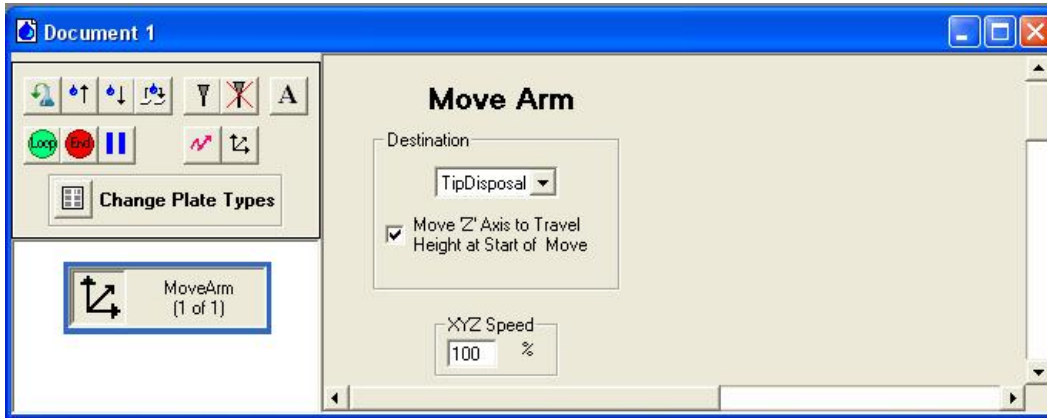 Document 1
A
Loop
End
Change Plate Types
MoveArm
(1 of 1)
Move Arm
Destination
TipDisposal
Move 'Z' Axis to Travel
Height at Start of Move
XYZ Speed
100 %